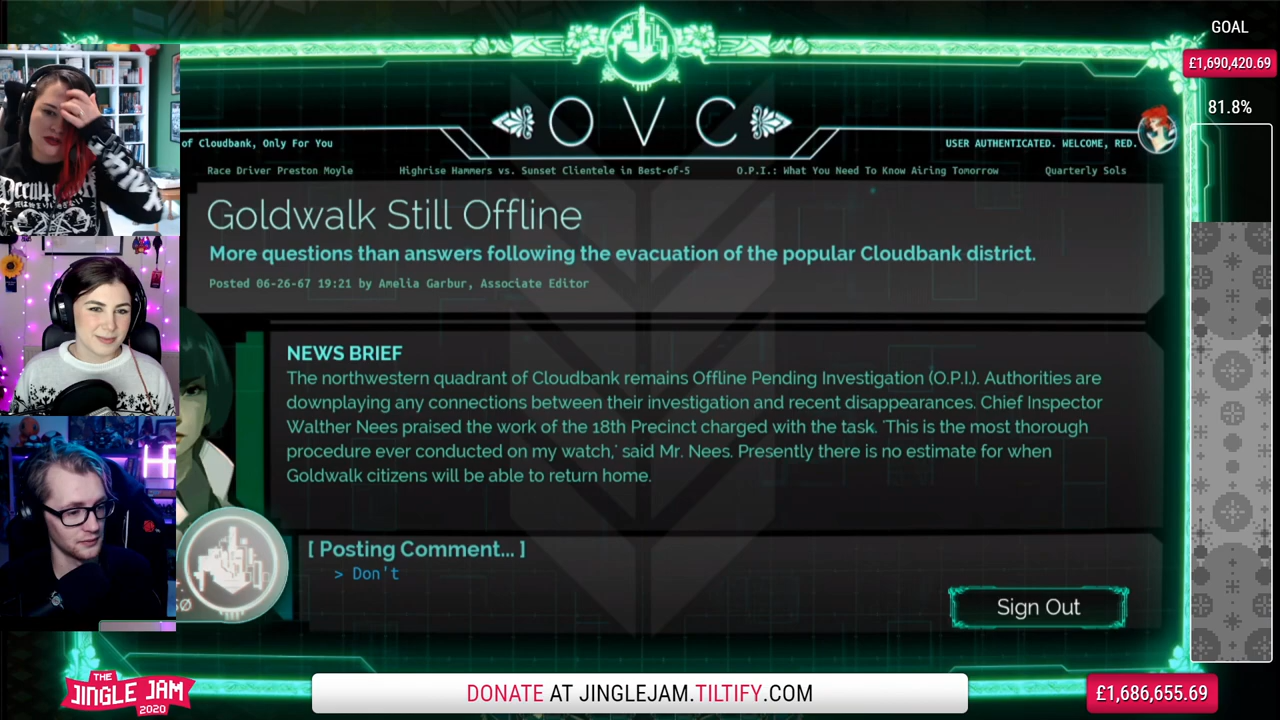 GOAL
£1,690,420.69
81.8%
OVC
of Cloudbank, Only For You
USER AUTHENTICATED. WELCOME, RED.
Race Driver Preston Moyle
Highrise Hammers vs. Sunset Clientele in Best-of-5
O.P.I.: What You Need To Know Airing Tomorrow
Quarterly Sols
Goldwalk Still Offline
More questions than answers following the evacuation of the popular Cloudbank district.
Posted 06-26-67 19:21 by Amelia Garbur, Associate Editor
NEWS BRIEF
The northwestern quadrant of Cloudbank remains Offline Pending Investigation (O.P.I.). Authorities are
downplaying any connections between their investigation and recent disappearances. Chief Inspector
Walther Nees praised the work of the 18th Precinct charged with the task. 'This is the most thorough
procedure ever conducted on my watch,' said Mr. Nees. Presently there is no estimate for when
Goldwalk citizens will be able to return home.
[ Posting Comment... ]
> Don't
Sign Out
THE
JINGLE JAM
2020
DONATE AT JINGLEJAM.TILTIFY.COM
£1,686,655.69